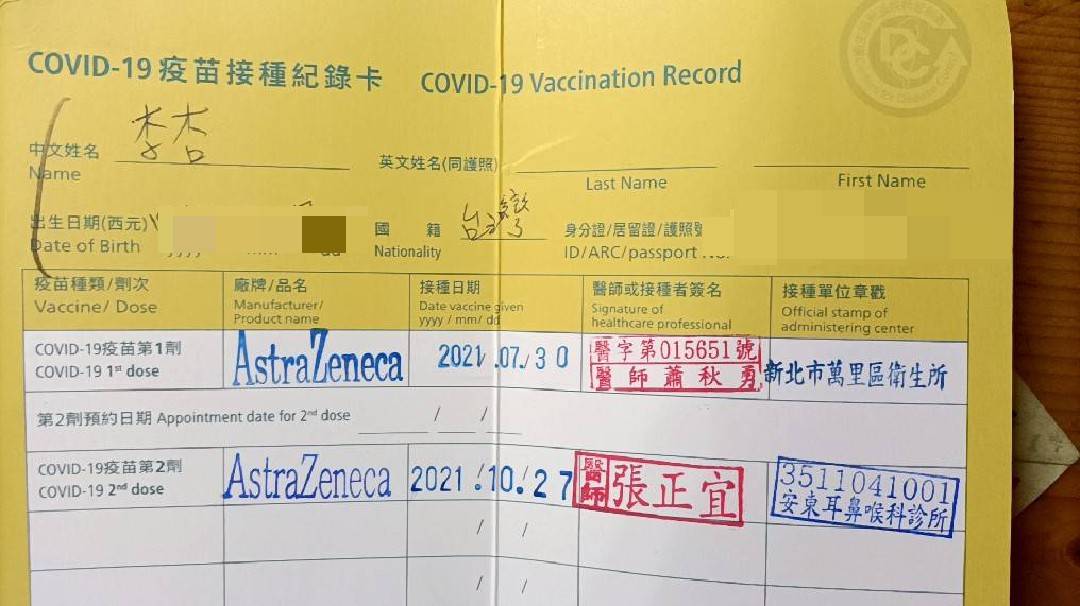 COVID-19疫苗接種紀錄卡 COVID-19 Vaccination Record
中文姓名 李杏 英文姓名(同護照)
Name Last Name First Name
出生日期(西元) 國籍 台灣 身分證/居留證/護照號
Date of Birth Nationality ID/ARC/passport No.
疫苗種類/劑次 廠牌/品名 接種日期 醫師或接種者簽名 接種單位章戳
Vaccine/ Dose Manufacturer/ Product name Date vaccine given yyyy / mm/ dd Signature of healthcare professional Official stamp of administering center
COVID-19疫苗第1劑 AstraZeneca 2021.07.30 醫字第015651號 新北市萬里區衛生所
COVID-19 1st dose 醫師蕭秋勇
第2劑預約日期 Appointment date for 2nd dose / /
COVID-19疫苗第2劑 AstraZeneca 2021.10.27 醫師張正宜 3511041001
COVID-19 2nd dose 安東耳鼻喉科診所
/ /
/ /